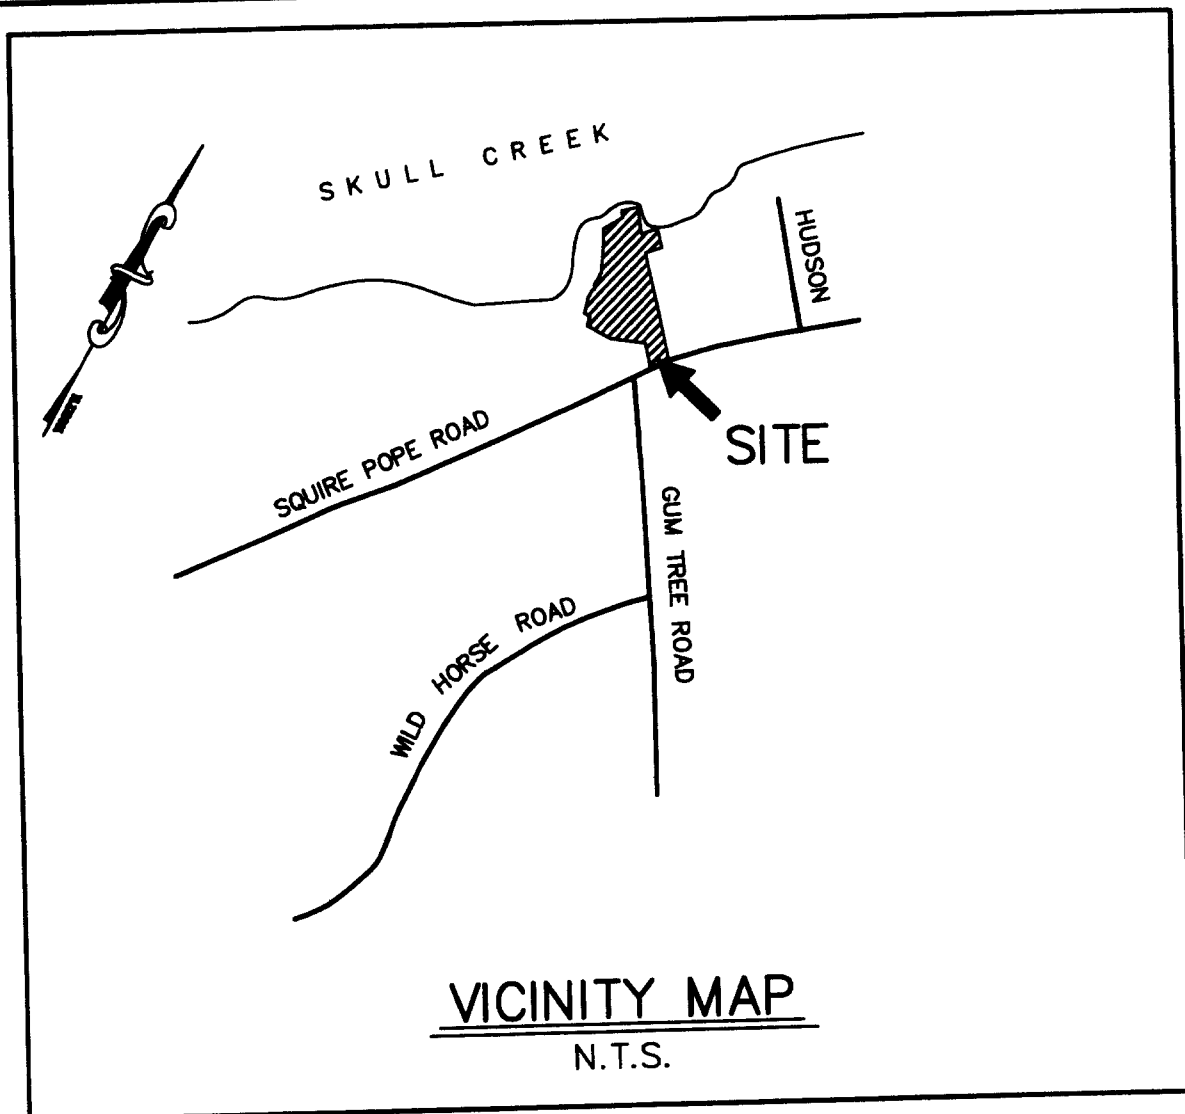 SKULL CREEK
HUDSON
SQUIRE POPE ROAD
SITE
GUM TREE ROAD
WILD HORSE ROAD
VICINITY MAP
N.T.S.